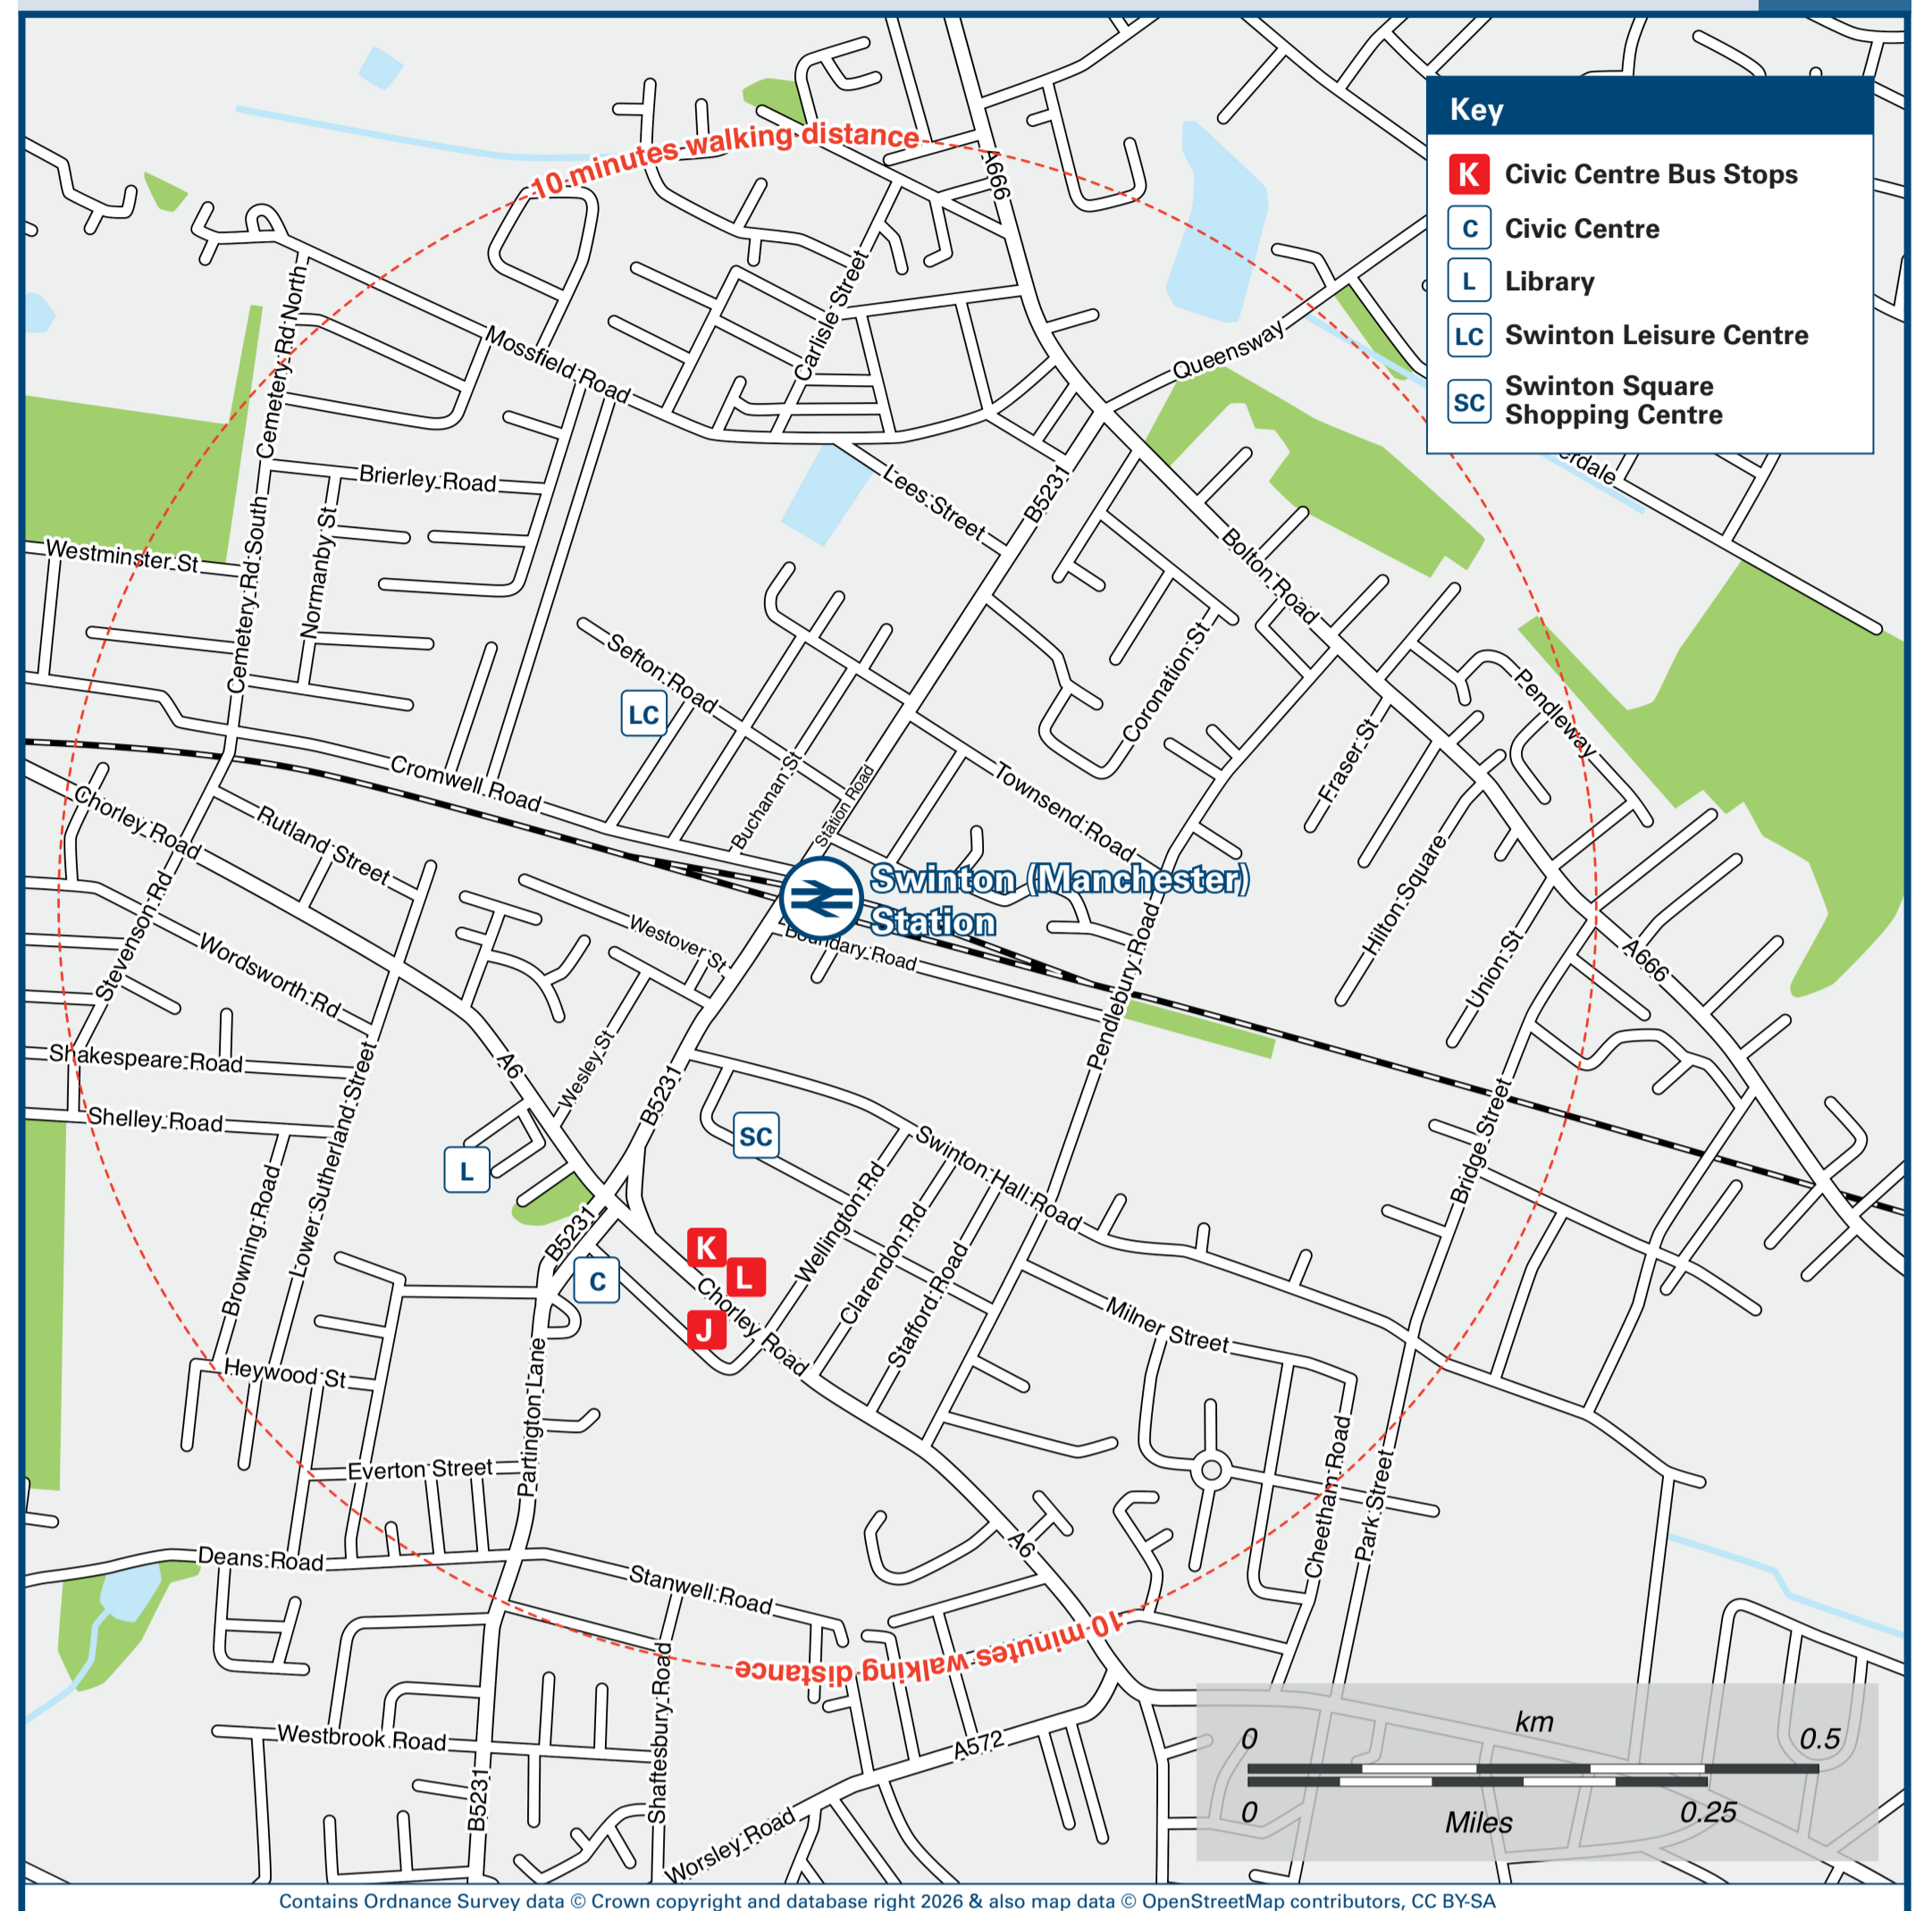 10 minutes walking distance
A666
Key
K Civic Centre Bus Stops
C Civic Centre
L Library
LC Swinton Leisure Centre
SC Swinton Square
Shopping Centre
Cemetery Rd North
Carlisle Street
Mossfield Road
Queensway
Brierley Road
Lees Street
B5231
Westminster St
Cemetery Rd South
Normanby St
Bolton Road
Sefton Road
Coronation St
Pendleway
LC
Fraser St
Cromwell Road
Buchanan St
Station Road
Townsend Road
Chorley Road
Rutland Street
Hilton Square
Swinton (Manchester)
Station
Stevenson Rd
Westover St
Boundary Road
Wordsworth Rd
Pendlebury Road
Union St
A666
Shakespeare Road
A6
Wesley St
B5231
Shelley Road
Lower Sutherland Street
SC
Swinton Hall Road
Bridge Street
L
Browning Road
B5231
Wellington Rd
Clarendon Rd
K
L
C
J
Chorley Road
Stafford Road
Milner Street
Heywood St
Partington Lane
Everton Street
Cheetham Road
Park Street
A6
Deans Road
Stanwell Road
10 minutes walking distance
Shaftesbury Road
Westbrook Road
A572
B5231
Worsley Road
km
0 0.5
0 0.25
Miles
Contains Ordnance Survey data © Crown copyright and database right 2026 & also map data © OpenStreetMap contributors, CC BY-SA